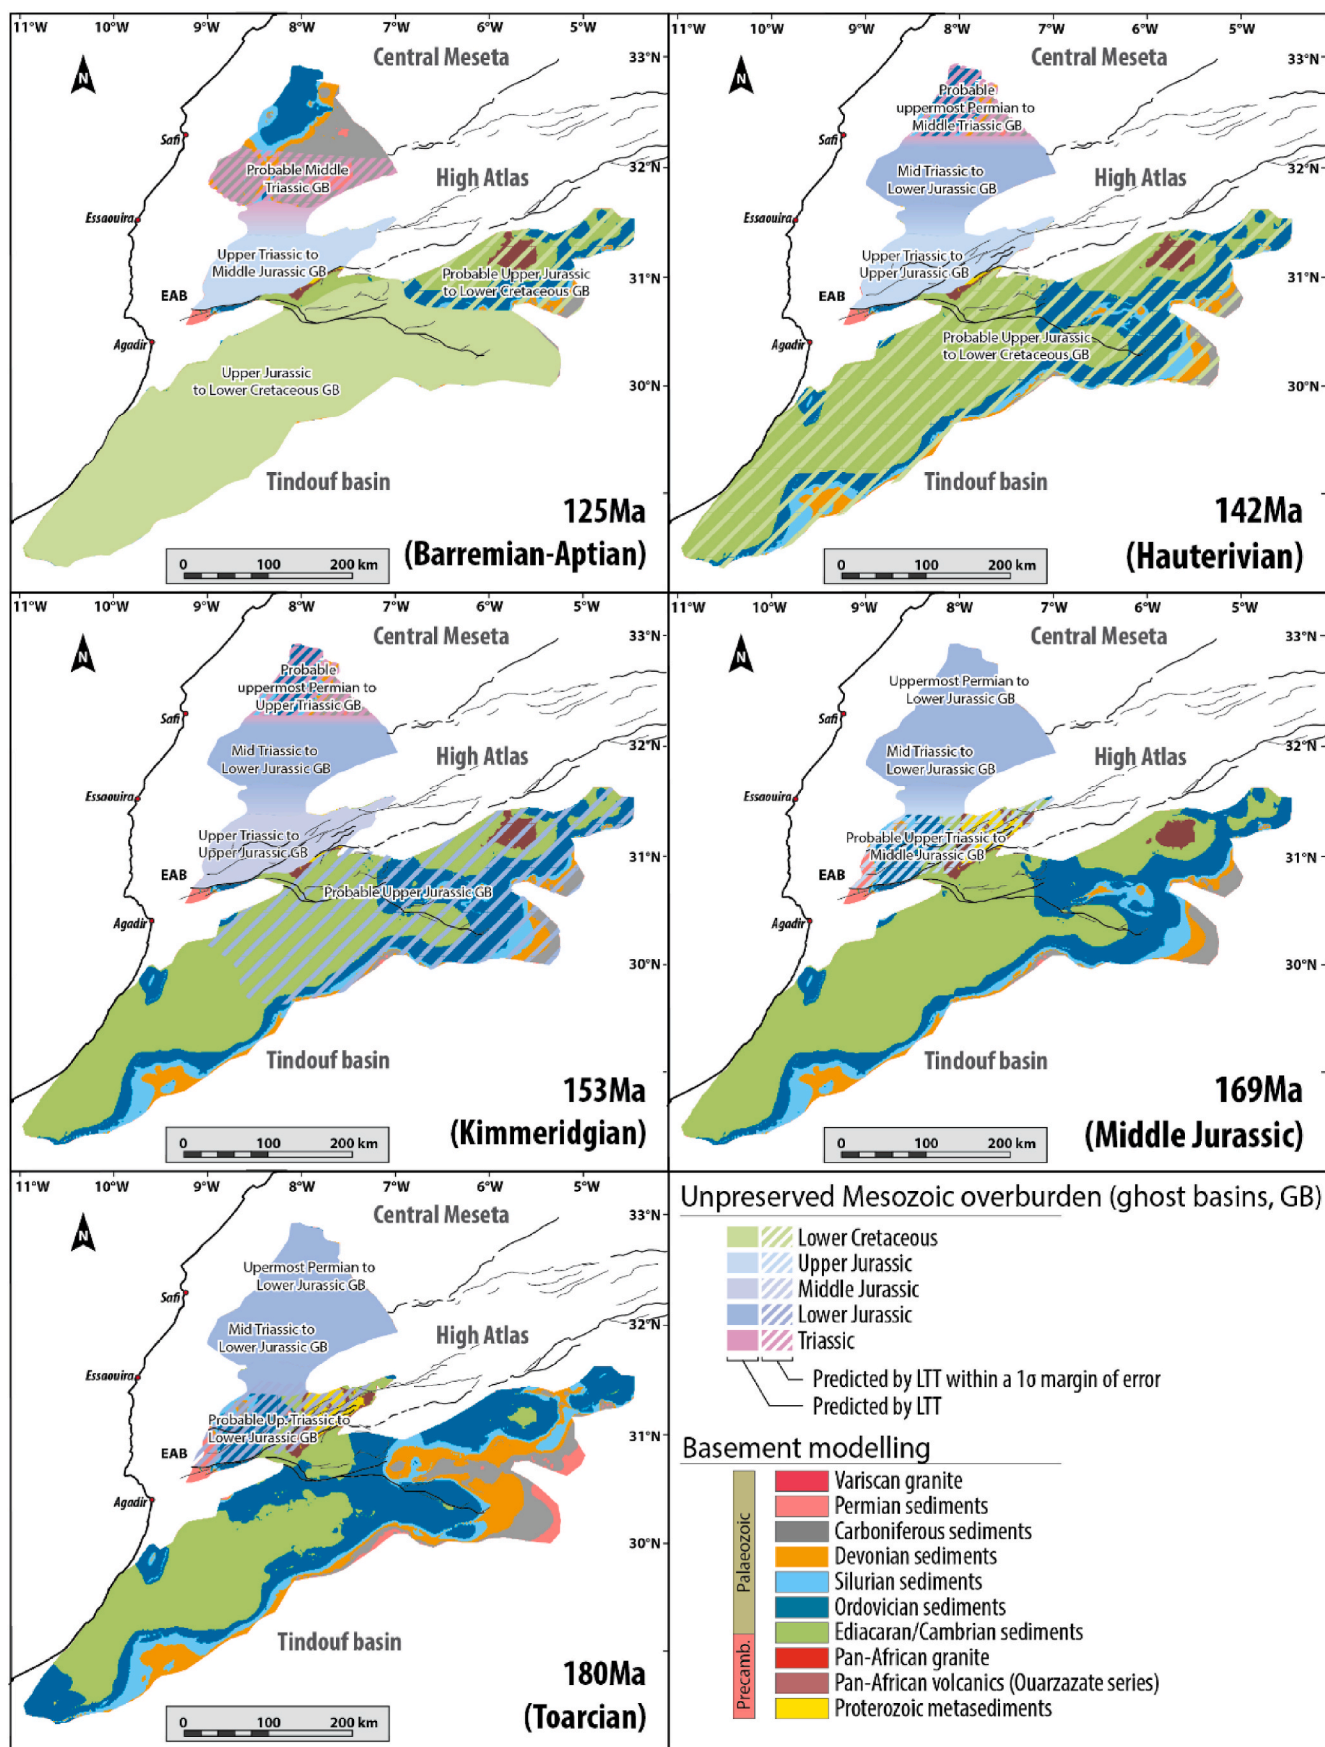 11°W 10°W 9°W 8°W 7°W 6°W 5°W
Central Meseta
33°N
N
Safi
32°N
Probable Middle
Triassic GB
High Atlas
Essaouira
Upper Triassic to
Middle Jurassic GB
31°N
Probable Upper Jurassic
to Lower Cretaceous GB
EAB
Agadir
Upper Jurassic
to Lower Cretaceous GB
30°N
Tindouf basin
125Ma
(Barremian-Aptian)
0 100 200 km
11°W 10°W 9°W 8°W 7°W 6°W 5°W
Central Meseta
33°N
N
Probable
uppermost Permian to
Middle Triassic GB
Safi
32°N
Mid Triassic to
Lower Jurassic GB
High Atlas
Essaouira
Upper Triassic to
Upper Jurassic GB
31°N
EAB
Agadir
Probable Upper Jurassic
to Lower Cretaceous GB
30°N
Tindouf basin
142Ma
(Hauterivian)
0 100 200 km
11°W 10°W 9°W 8°W 7°W 6°W 5°W
Central Meseta
33°N
N
Probable
uppermost Permian to
Upper Triassic GB
Safi
32°N
Mid Triassic to
Lower Jurassic GB
High Atlas
Essaouira
Upper Triassic to
Upper Jurassic GB
31°N
EAB
Probable Upper Jurassic GB
Agadir
30°N
Tindouf basin
153Ma
(Kimmeridgian)
0 100 200 km
11°W 10°W 9°W 8°W 7°W 6°W 5°W
Central Meseta
33°N
N
Uppermost Permian to
Lower Jurassic GB
Safi
32°N
Mid Triassic to
Lower Jurassic GB
High Atlas
Essaouira
Probable Upper Triassic to
Middle Jurassic GB
31°N
EAB
Agadir
30°N
Tindouf basin
169Ma
(Middle Jurassic)
0 100 200 km
11°W 10°W 9°W 8°W 7°W 6°W 5°W
Central Meseta
33°N
N
Upermost Permian to
Lower Jurassic GB
Safi
32°N
Mid Triassic to
Lower Jurassic GB
High Atlas
Essaouira
Probable Up. Triassic to
Lower Jurassic GB
31°N
EAB
Agadir
30°N
Tindouf basin
180Ma
(Toarcian)
0 100 200 km
Unpreserved Mesozoic overburden (ghost basins, GB)
Lower Cretaceous
Upper Jurassic
Middle Jurassic
Lower Jurassic
Triassic
Predicted by LTT within a 1σ margin of error
Predicted by LTT
Basement modelling
Palaeozoic
Variscan granite
Permian sediments
Carboniferous sediments
Devonian sediments
Silurian sediments
Ordovician sediments
Ediacaran/Cambrian sediments
Precamb.
Pan-African granite
Pan-African volcanics (Ouarzazate series)
Proterozoic metasediments